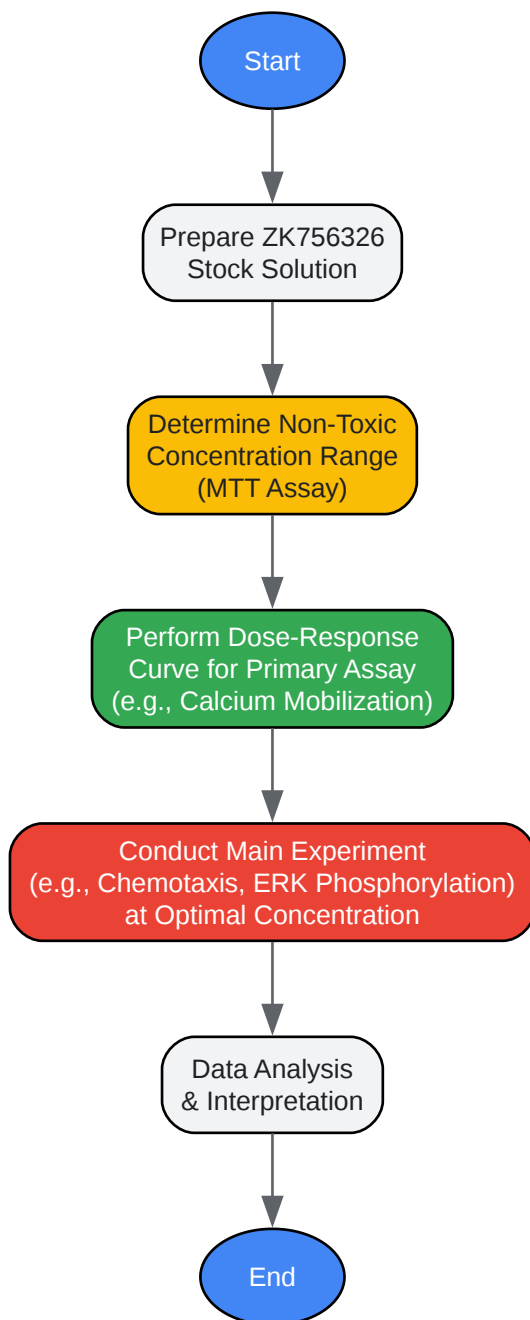 Start
Prepare ZK756326
Stock Solution
Determine Non-Toxic
Concentration Range
(MTT Assay)
Perform Dose-Response
Curve for Primary Assay
(e.g., Calcium Mobilization)
Conduct Main Experiment
(e.g., Chemotaxis, ERK Phosphorylation)
at Optimal Concentration
Data Analysis
& Interpretation
End